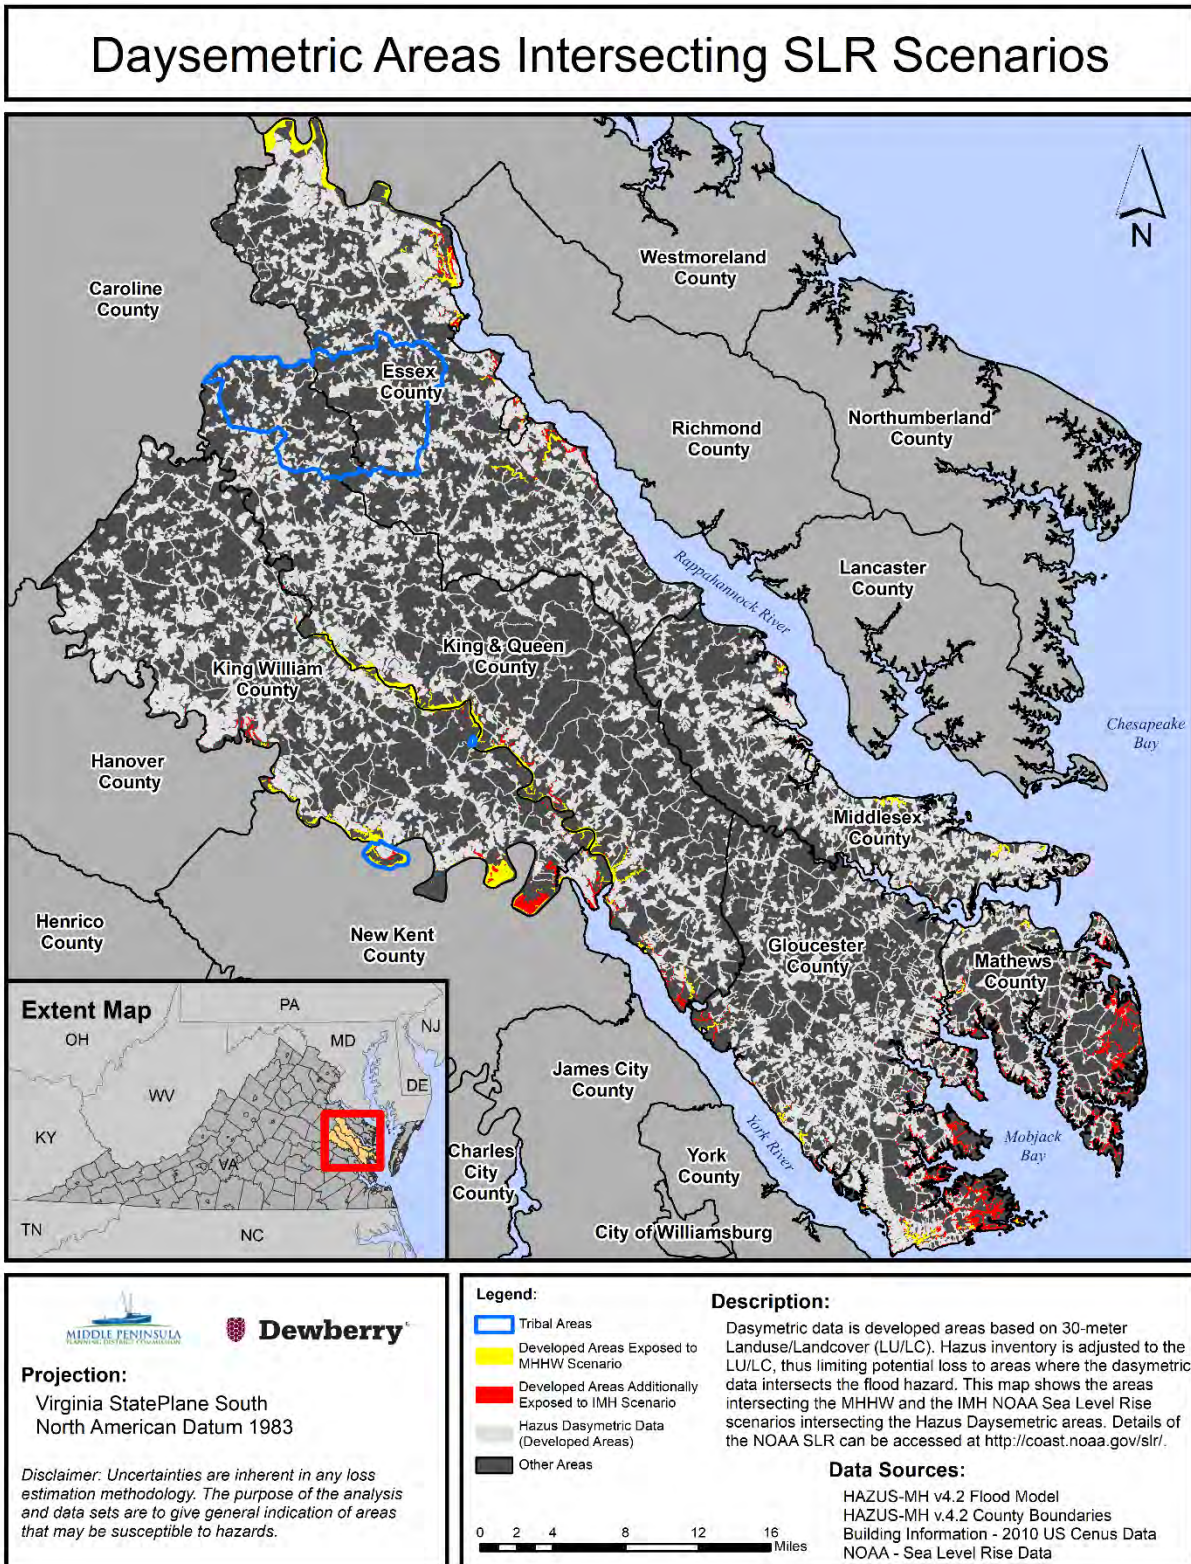 Daysemetric Areas Intersecting SLR Scenarios
N
Westmoreland
County
Caroline
County
Essex
County
Northumberland
County
Richmond
County
Rappahannock River
Lancaster
County
King & Queen
County
King William
County
Chesapeake
Bay
Hanover
County
Middlesex
County
Henrico
County
New Kent
County
Gloucester
County
Mathews
County
James City
County
Mobjack
Bay
York River
Charles
City
County
York
County
City of Williamsburg
Extent Map
PA
OH
MD
NJ
WV
DE
KY
VA
TN
NC
MIDDLE PENINSULA
PLANNING DISTRICT COMMISSION
Dewberry
Projection:
Virginia StatePlane South
North American Datum 1983
Disclaimer: Uncertainties are inherent in any loss
estimation methodology. The purpose of the analysis
and data sets are to give general indication of areas
that may be susceptible to hazards.
Legend:
Tribal Areas
Developed Areas Exposed to
MHHW Scenario
Developed Areas Additionally
Exposed to IMH Scenario
Hazus Dasymetric Data
(Developed Areas)
Other Areas
0 2 4 8 12 16
Miles
Description:
Dasymetric data is developed areas based on 30-meter
Landuse/Landcover (LU/LC). Hazus inventory is adjusted to the
LU/LC, thus limiting potential loss to areas where the dasymetric
data intersects the flood hazard. This map shows the areas
intersecting the MHHW and the IMH NOAA Sea Level Rise
scenarios intersecting the Hazus Daysemetric areas. Details of
the NOAA SLR can be accessed at http://coast.noaa.gov/slr/.
Data Sources:
HAZUS-MH v4.2 Flood Model
HAZUS-MH v.4.2 County Boundaries
Building Information - 2010 US Cenus Data
NOAA - Sea Level Rise Data